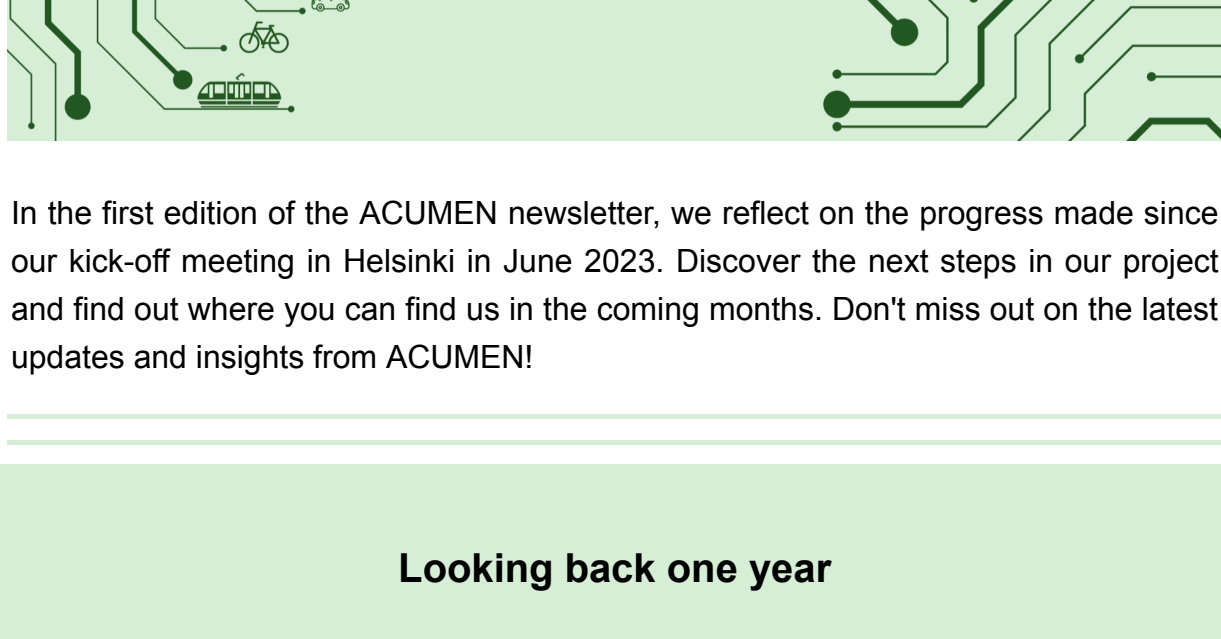 In the first edition of the ACUMEN newsletter, we reflect on the progress made since
our kick-off meeting in Helsinki in June 2023. Discover the next steps in our project
and find out where you can find us in the coming months. Don't miss out on the latest
updates and insights from ACUMEN!
Looking back one year